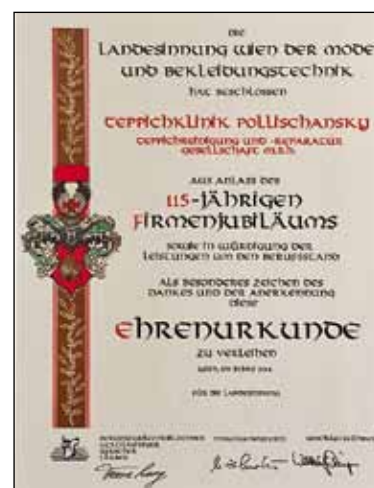 DIE
LANDESINNUNG WIEN DER MODE
UND BEKLEIDUNGSTECHNIK
HAT BESCHLOSSEN
TEPPICHKLINIK POLLISCHANSKY
TEPPICHREINIGUNG UND -REPARATUR
GESELLSCHAFT M.B.H.
AUS ANLASS DES
115-JÄHRIGEN
FIRMENJUBILÄUMS
SOWIE IN WÜRDIGUNG DER
LEISTUNGEN UM DEN BERUFSSTAND
ALS BESONDERES ZEICHEN DES
DANKES UND DER ANERKENNUNG
DIESE
EHRENURKUNDE
ZU VERLEIHEN
WIEN, IM
FÜR DIE LANDESINNUNG